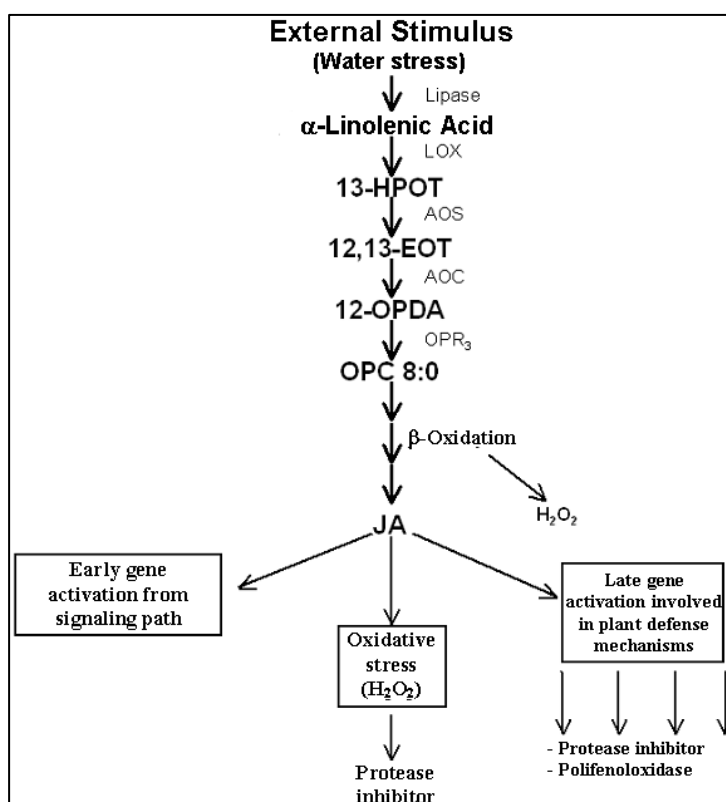 External Stimulus
(Water stress)
Lipase
α-Linolenic Acid
LOX
13-HPOT
AOS
12,13-EOT
AOC
12-OPDA
OPR₃
OPC 8:0
β-Oxidation
H₂O₂
JA
Early gene
activation from
signaling path
Oxidative
stress
(H₂O₂)
Protease
inhibitor
Late gene
activation involved
in plant defense
mechanisms
- Protease inhibitor
- Polifenoloxidase